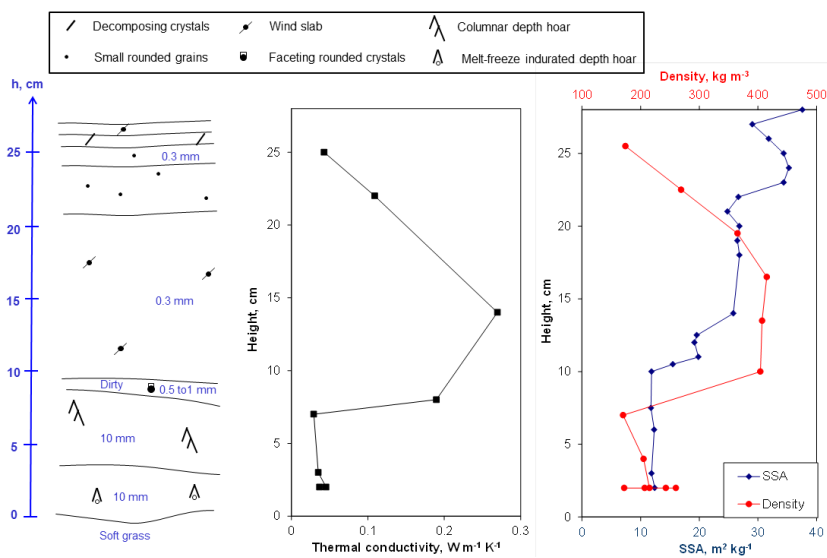 Decomposing crystals
Wind slab
Columnar depth hoar
Small rounded grains
Faceting rounded crystals
Melt-freeze indurated depth hoar
h, cm
25
20
15
10
5
0
0.3 mm
0.3 mm
Dirty
0.5 to1 mm
10 mm
10 mm
Soft grass
Height, cm
25
20
15
10
5
0
0
0.1
0.2
0.3
Thermal conductivity, W m-1 K-1
Density, kg m-3
100
200
300
400
500
Height, cm
25
20
15
10
5
0
SSA
Density
0
10
20
30
40
SSA, m2 kg-1